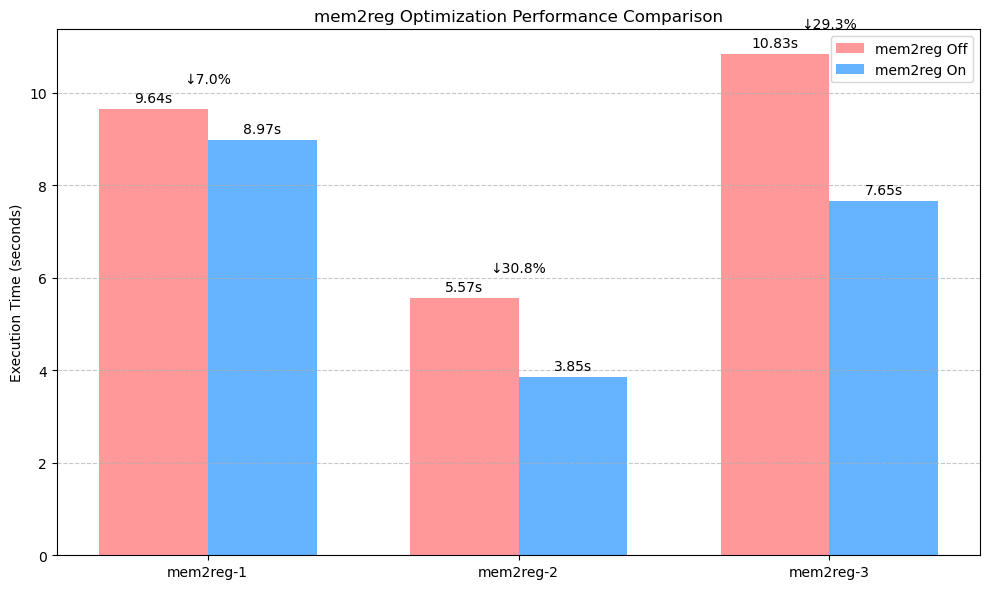 mem2reg Optimization Performance Comparison
↓29.3%
10.83s
mem2reg Off
mem2reg On
↓7.0%
9.64s
8.97s
7.65s
↓30.8%
5.57s
3.85s
Execution Time (seconds)
10
8
6
4
2
0
mem2reg-1
mem2reg-2
mem2reg-3